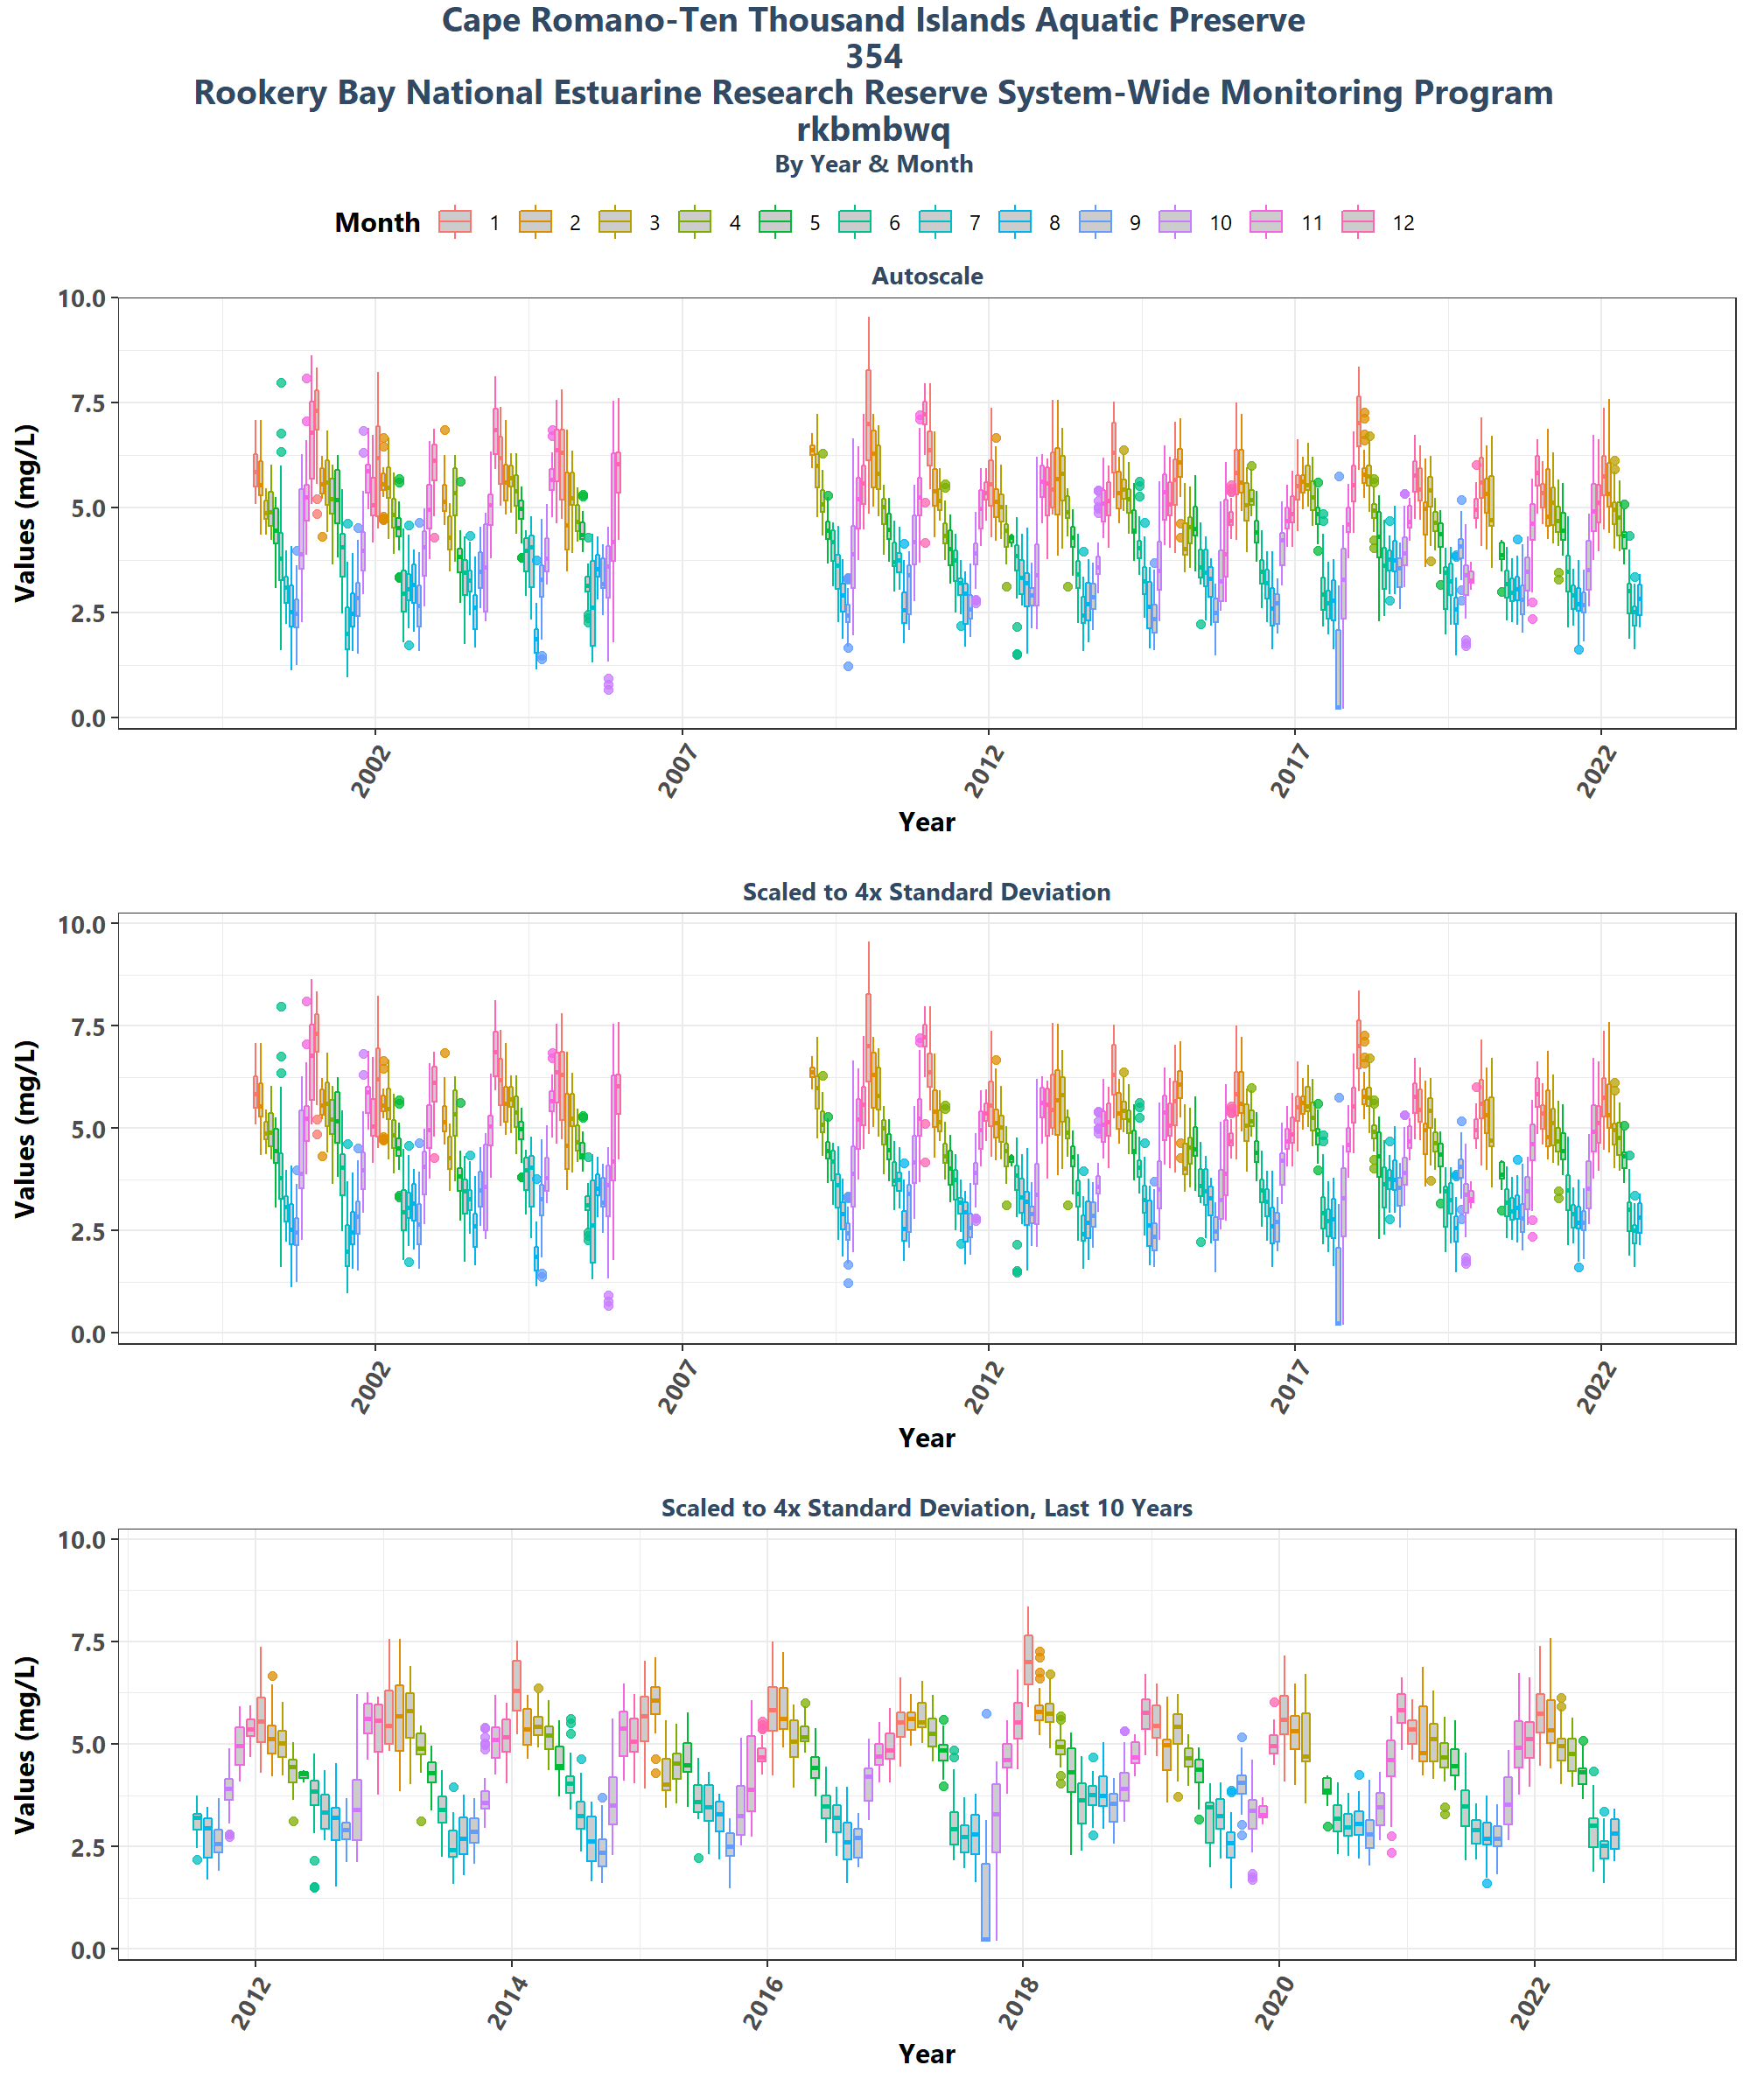 Cape Romano-Ten Thousand Islands Aquatic Preserve
354
Rookery Bay National Estuarine Research Reserve System-Wide Monitoring Program
rkbmbwq
By Year & Month
Month 1 2 3 4 5 6 7 8 9 10 11 12
Autoscale
Values (mg/L)
10.0
7.5
5.0
2.5
0.0
2002 2007 2012 2017 2022
Year
Scaled to 4x Standard Deviation
Values (mg/L)
10.0
7.5
5.0
2.5
0.0
2002 2007 2012 2017 2022
Year
Scaled to 4x Standard Deviation, Last 10 Years
Values (mg/L)
10.0
7.5
5.0
2.5
0.0
2012 2014 2016 2018 2020 2022
Year